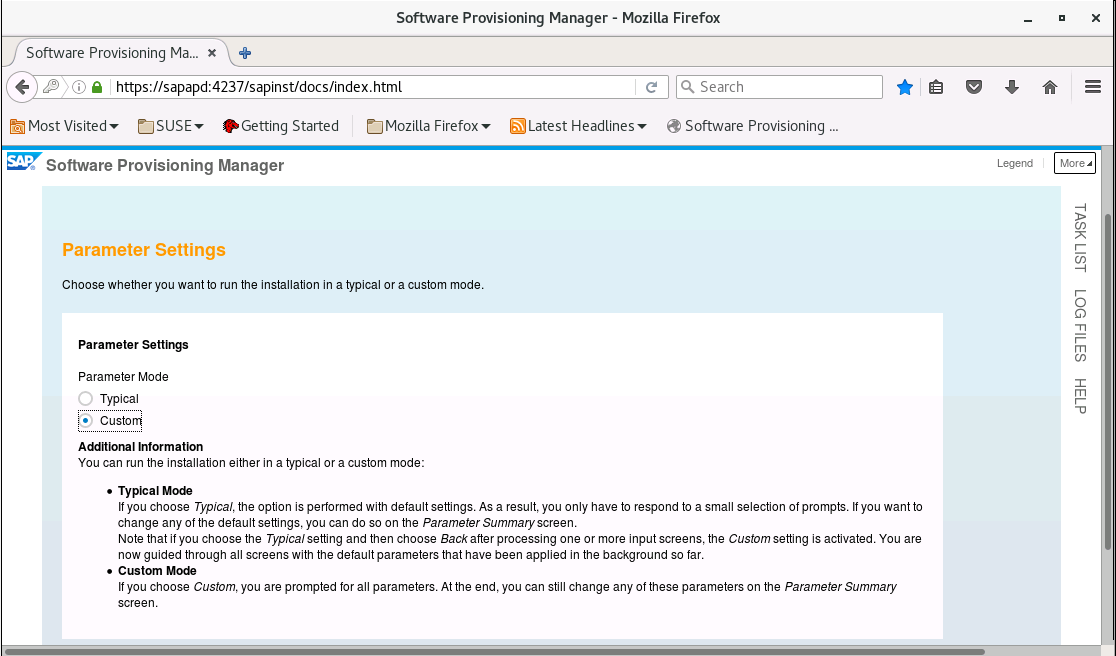 Software Provisioning Manager - Mozilla Firefox
Software Provisioning Ma...
https://sapapd:4237/sapinst/docs/index.html
Search
Most Visited
SUSE
Getting Started
Mozilla Firefox
Latest Headlines
Software Provisioning ...
SAP
Software Provisioning Manager
Legend
More
TASK LIST
LOG FILES
HELP
Parameter Settings
Choose whether you want to run the installation in a typical or a custom mode.
Parameter Settings
Parameter Mode
Typical
Custom
Additional Information
You can run the installation either in a typical or a custom mode:
• Typical Mode
If you choose Typical, the option is performed with default settings. As a result, you only have to respond to a small selection of prompts. If you want to
change any of the default settings, you can do so on the Parameter Summary screen.
Note that if you choose the Typical setting and then choose Back after processing one or more input screens, the Custom setting is activated. You are
now guided through all screens with the default parameters that have been applied in the background so far.
• Custom Mode
If you choose Custom, you are prompted for all parameters. At the end, you can still change any of these parameters on the Parameter Summary
screen.